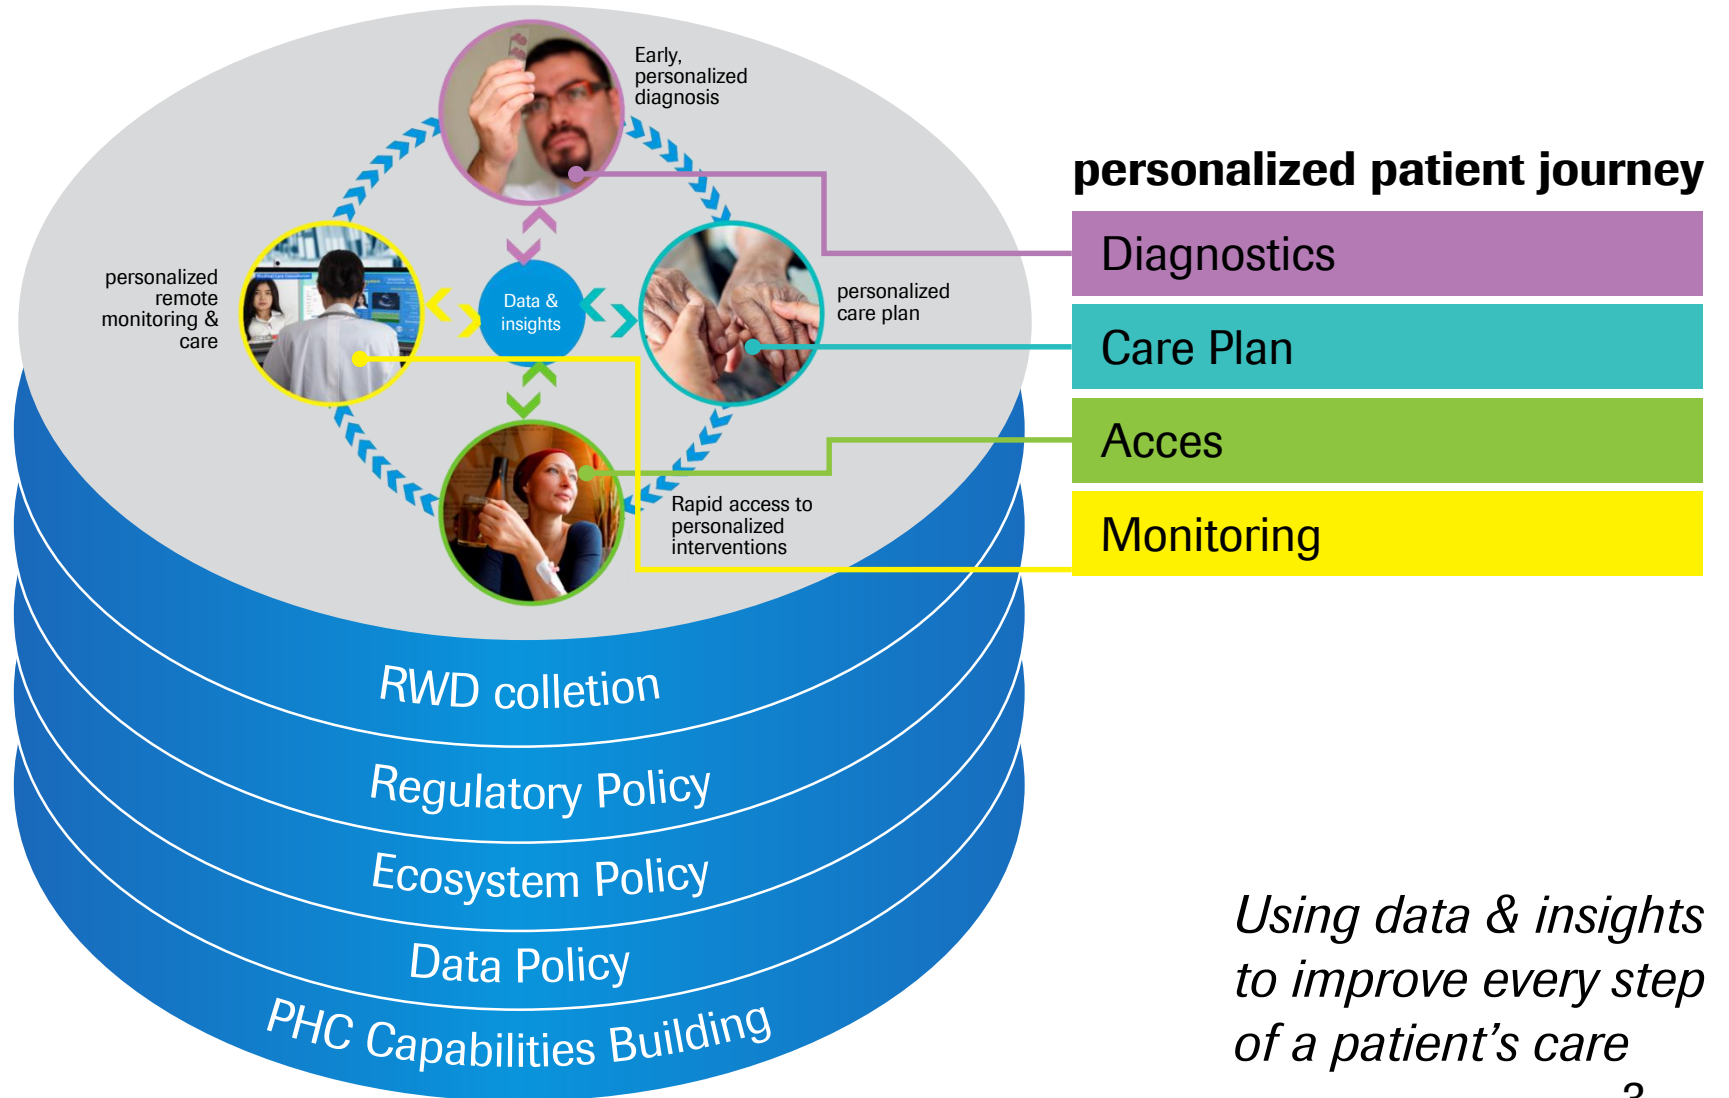 Early,
personalized
diagnosis
personalized
remote
monitoring &
care
Data &
insights
personalized
care plan
Rapid access to
personalized
interventions
personalized patient journey
Diagnostics
Care Plan
Acces
Monitoring
RWD colletion
Regulatory Policy
Ecosystem Policy
Data Policy
PHC Capabilities Building
Using data & insights
to improve every step
of a patient’s care